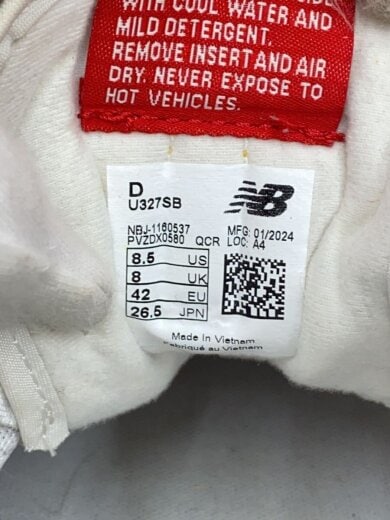 WITH COOL WATER AND
MILD DETERGENT.
REMOVE INSERT AND AIR
DRY. NEVER EXPOSE TO
HOT VEHICLES.
D
U327SB
NB
NBJ-1160537
MFG: 01/2024
PVZDX0580 QCR LOC: A4
8.5 US
8 UK
42 EU
26.5 JPN
Made In Vietnam
Fabriqué au Vietnam